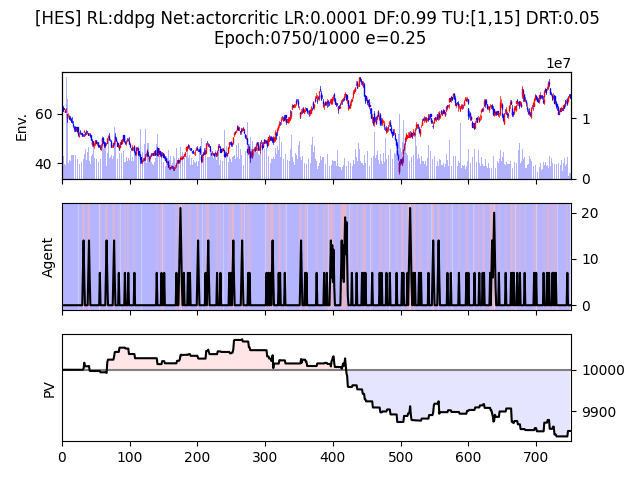 [HES] RL:ddpg Net:actorcritic LR:0.0001 DF:0.99 TU:[1,15] DRT:0.05
Epoch:0750/1000 e=0.25
1e7
Env.
60
40
1
0
Agent
20
10
0
PV
10000
9900
0 100 200 300 400 500 600 700